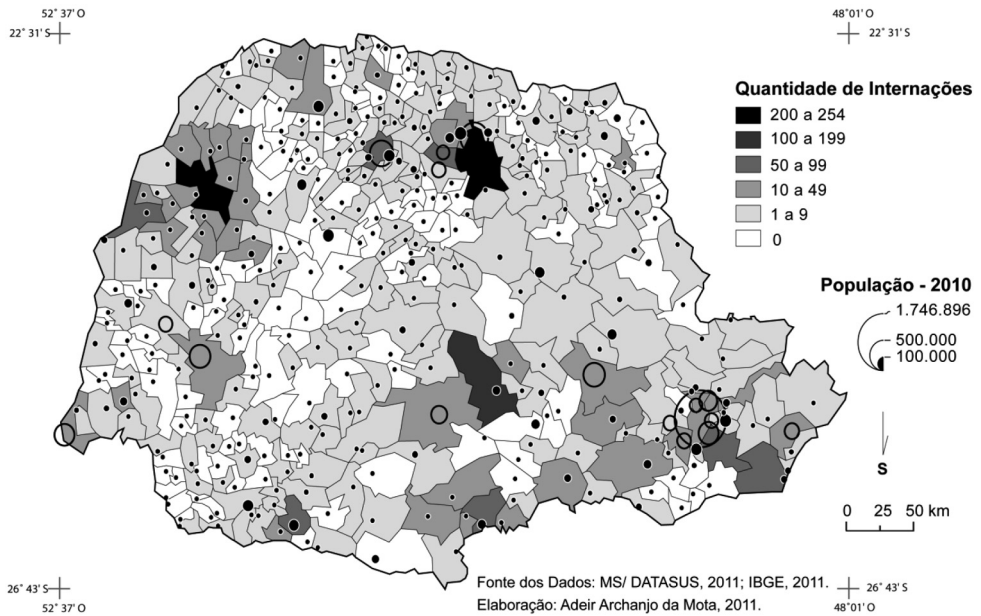 52° 37' O
48° 01' O
22° 31' S
22° 31' S
Quantidade de Internações
200 a 254
100 a 199
50 a 99
10 a 49
1 a 9
0
População - 2010
1.746.896
500.000
100.000
S
0 25 50 km
26° 43' S
26° 43' S
52° 37' O
48° 01' O
Fonte dos Dados: MS/ DATASUS, 2011; IBGE, 2011.
Elaboração: Adeir Archanjo da Mota, 2011.